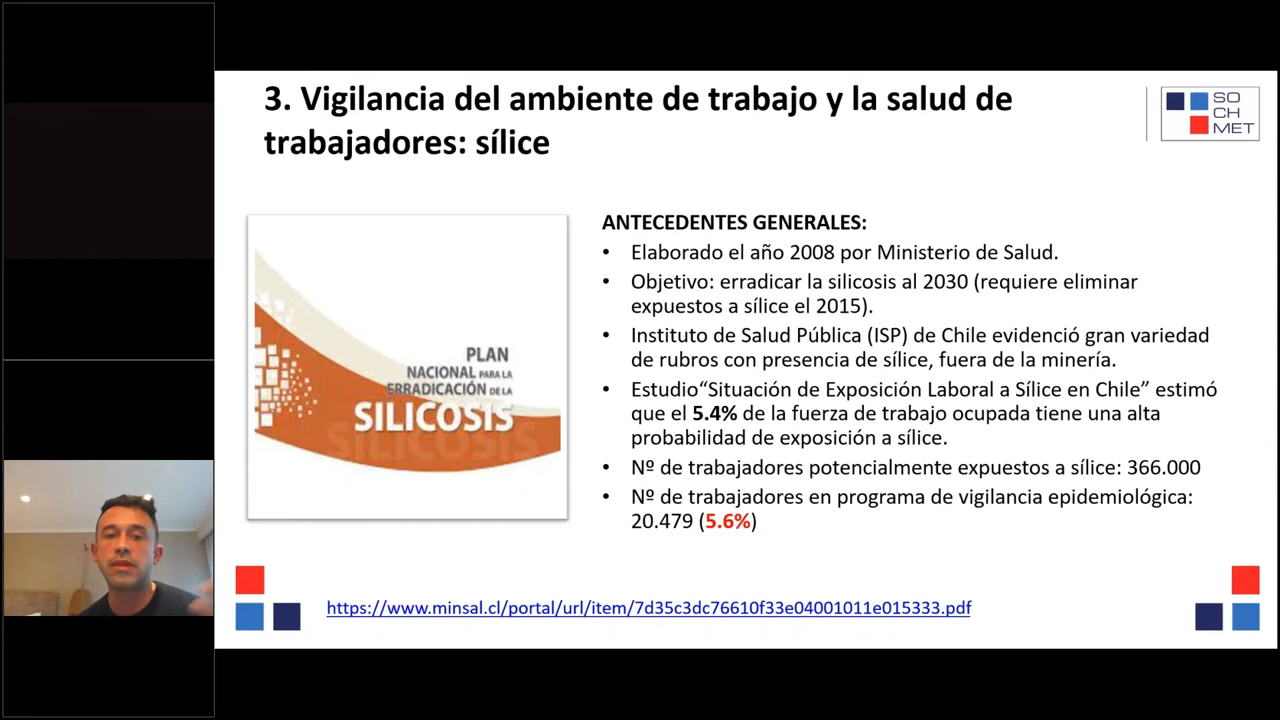 3. Vigilancia del ambiente de trabajo y la salud de
trabajadores: sílice
SO
CH
MET
PLAN
NACIONAL PARA LA
ERRADICACIÓN DE LA
SILICOSIS
SILICOSIS
ANTECEDENTES GENERALES:
• Elaborado el año 2008 por Ministerio de Salud.
• Objetivo: erradicar la silicosis al 2030 (requiere eliminar
expuestos a sílice el 2015).
• Instituto de Salud Pública (ISP) de Chile evidenció gran variedad
de rubros con presencia de sílice, fuera de la minería.
• Estudio“Situación de Exposición Laboral a Sílice en Chile” estimó
que el 5.4% de la fuerza de trabajo ocupada tiene una alta
probabilidad de exposición a sílice.
• Nº de trabajadores potencialmente expuestos a sílice: 366.000
• Nº de trabajadores en programa de vigilancia epidemiológica:
20.479 (5.6%)
https://www.minsal.cl/portal/url/item/7d35c3dc76610f33e04001011e015333.pdf